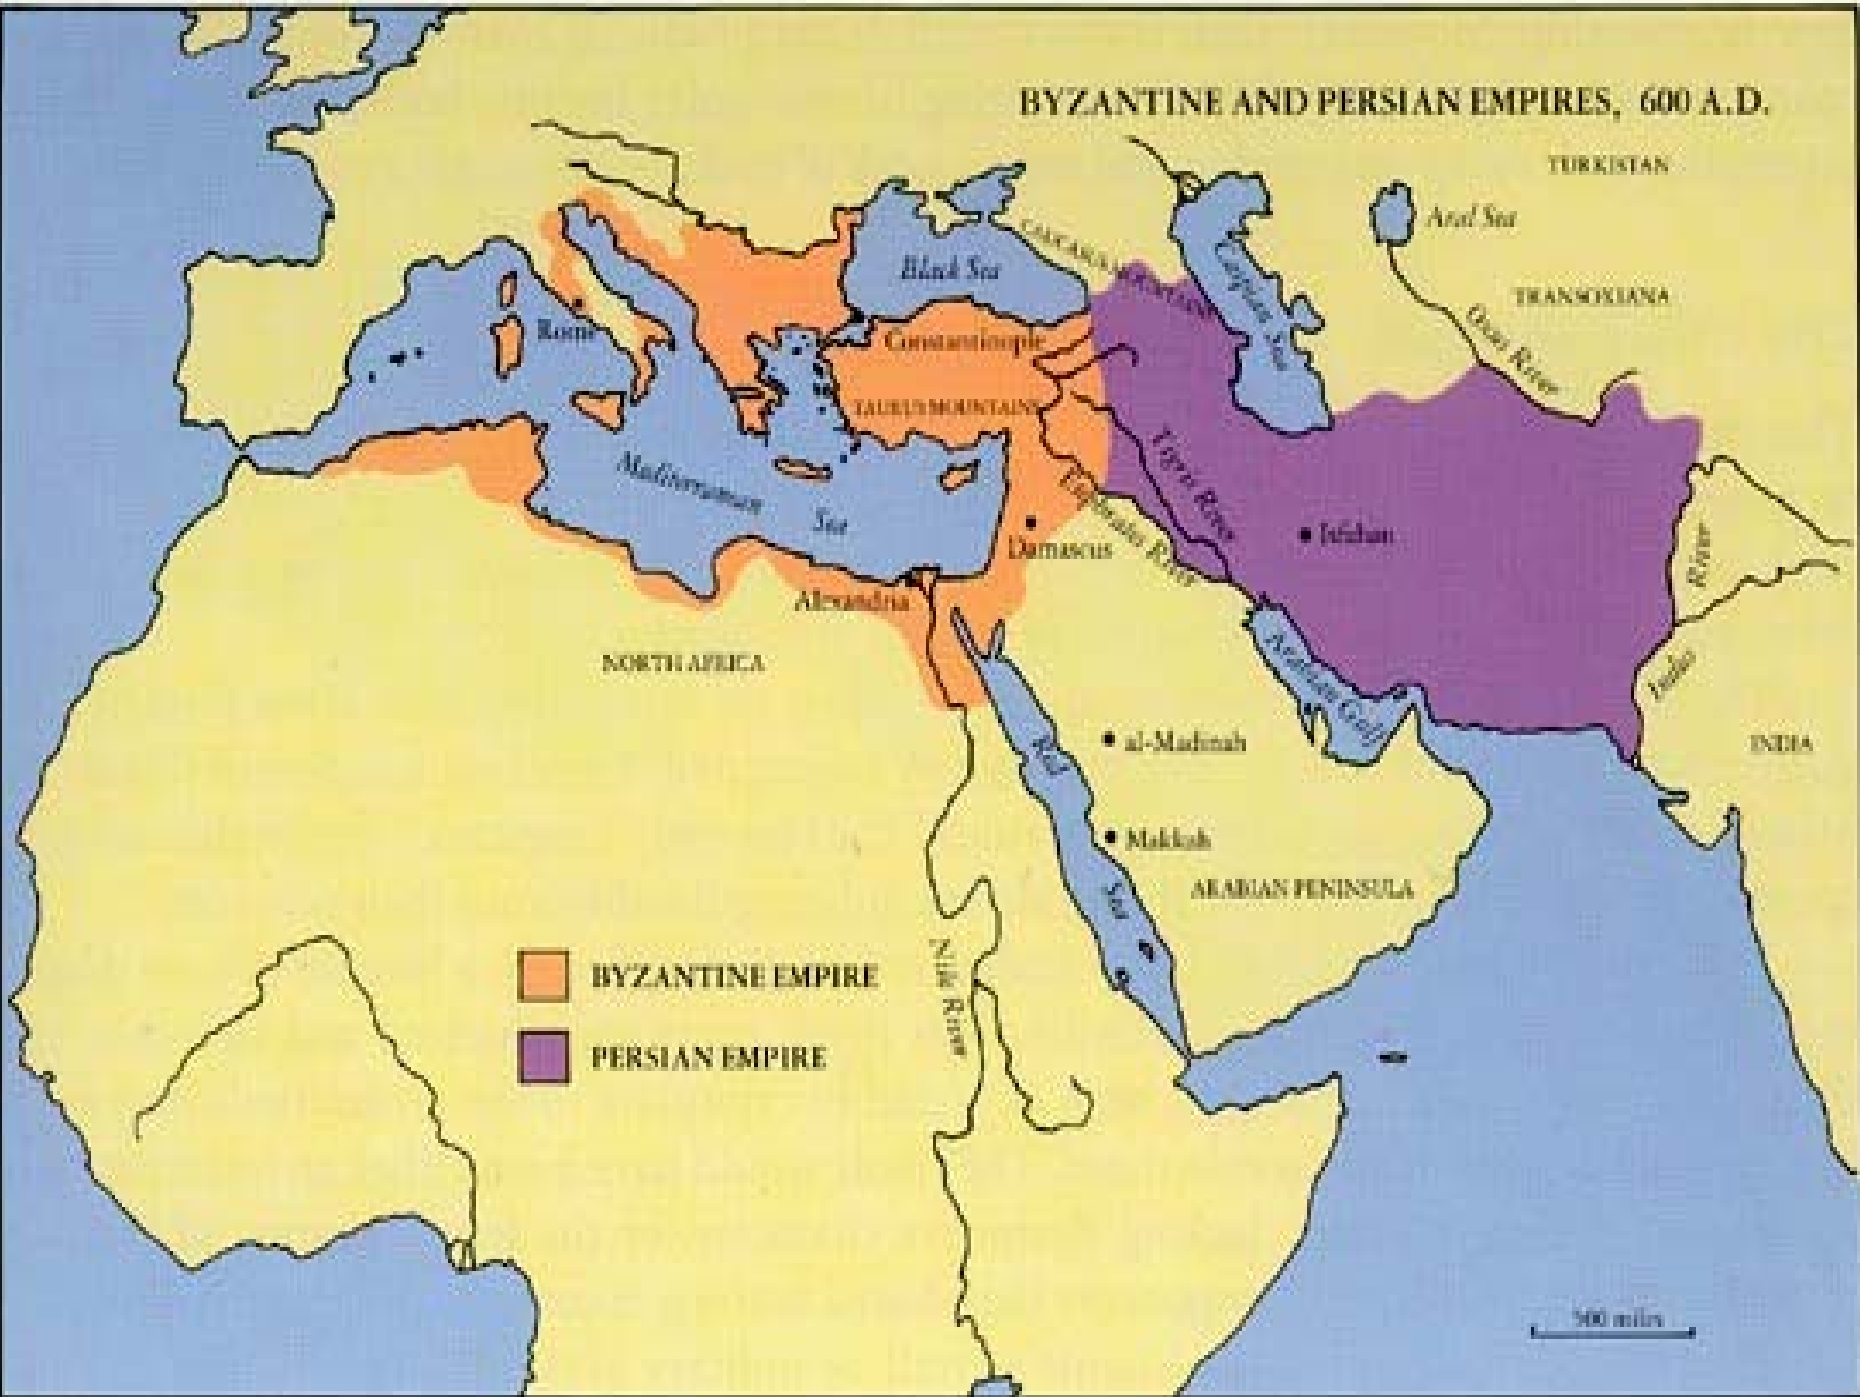 BYZANTINE AND PERSIAN EMPIRES, 600 A.D.
TURKISTAN
Aral Sea
CAUCASUS MOUNTAINS
Black Sea
Caspian Sea
TRANSOXIANA
Oxus River
Rome
Constantinople
TAURUS MOUNTAINS
Mediterranean
Sea
Tigris River
Euphrates River
Isfahan
Damascus
River
Alexandria
NORTH AFRICA
Arabian Gulf
Indus
Red
al-Madinah
INDIA
Makkah
Sea
ARABIAN PENINSULA
Nile River
BYZANTINE EMPIRE
PERSIAN EMPIRE
500 miles